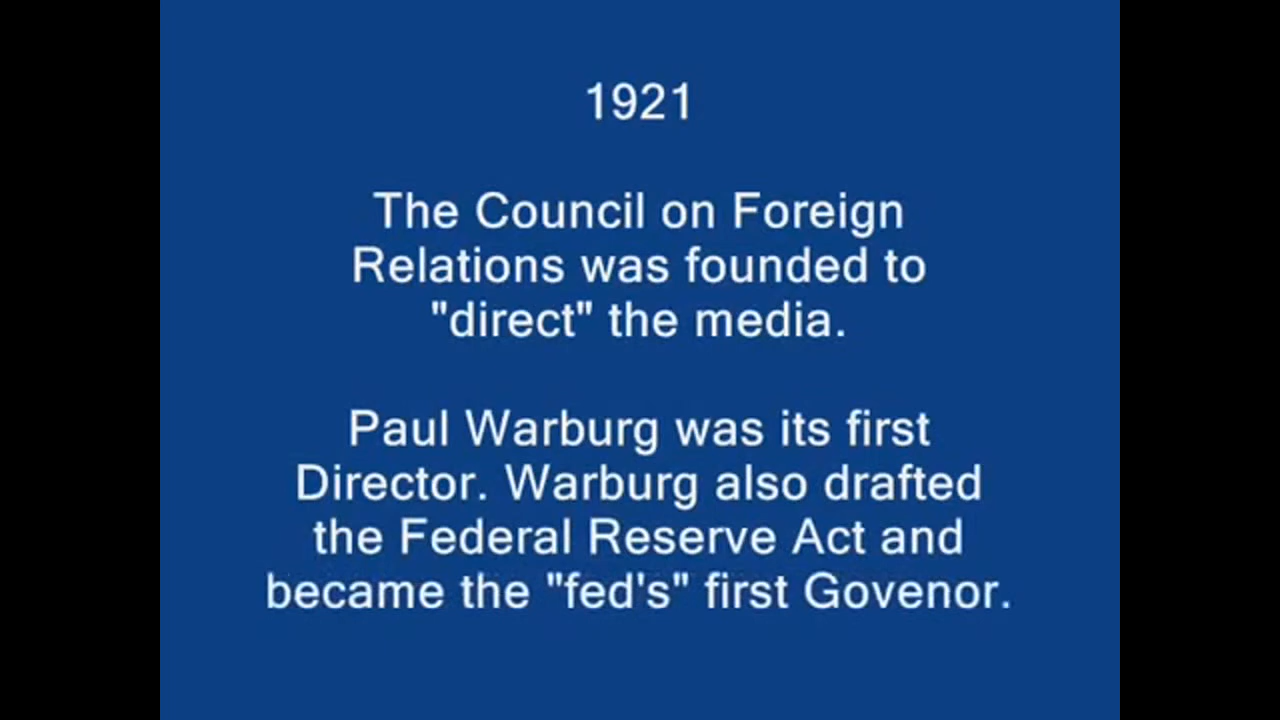 1921
The Council on Foreign
Relations was founded to
"direct" the media.
Paul Warburg was its first
Director. Warburg also drafted
the Federal Reserve Act and
became the "fed's" first Govenor.